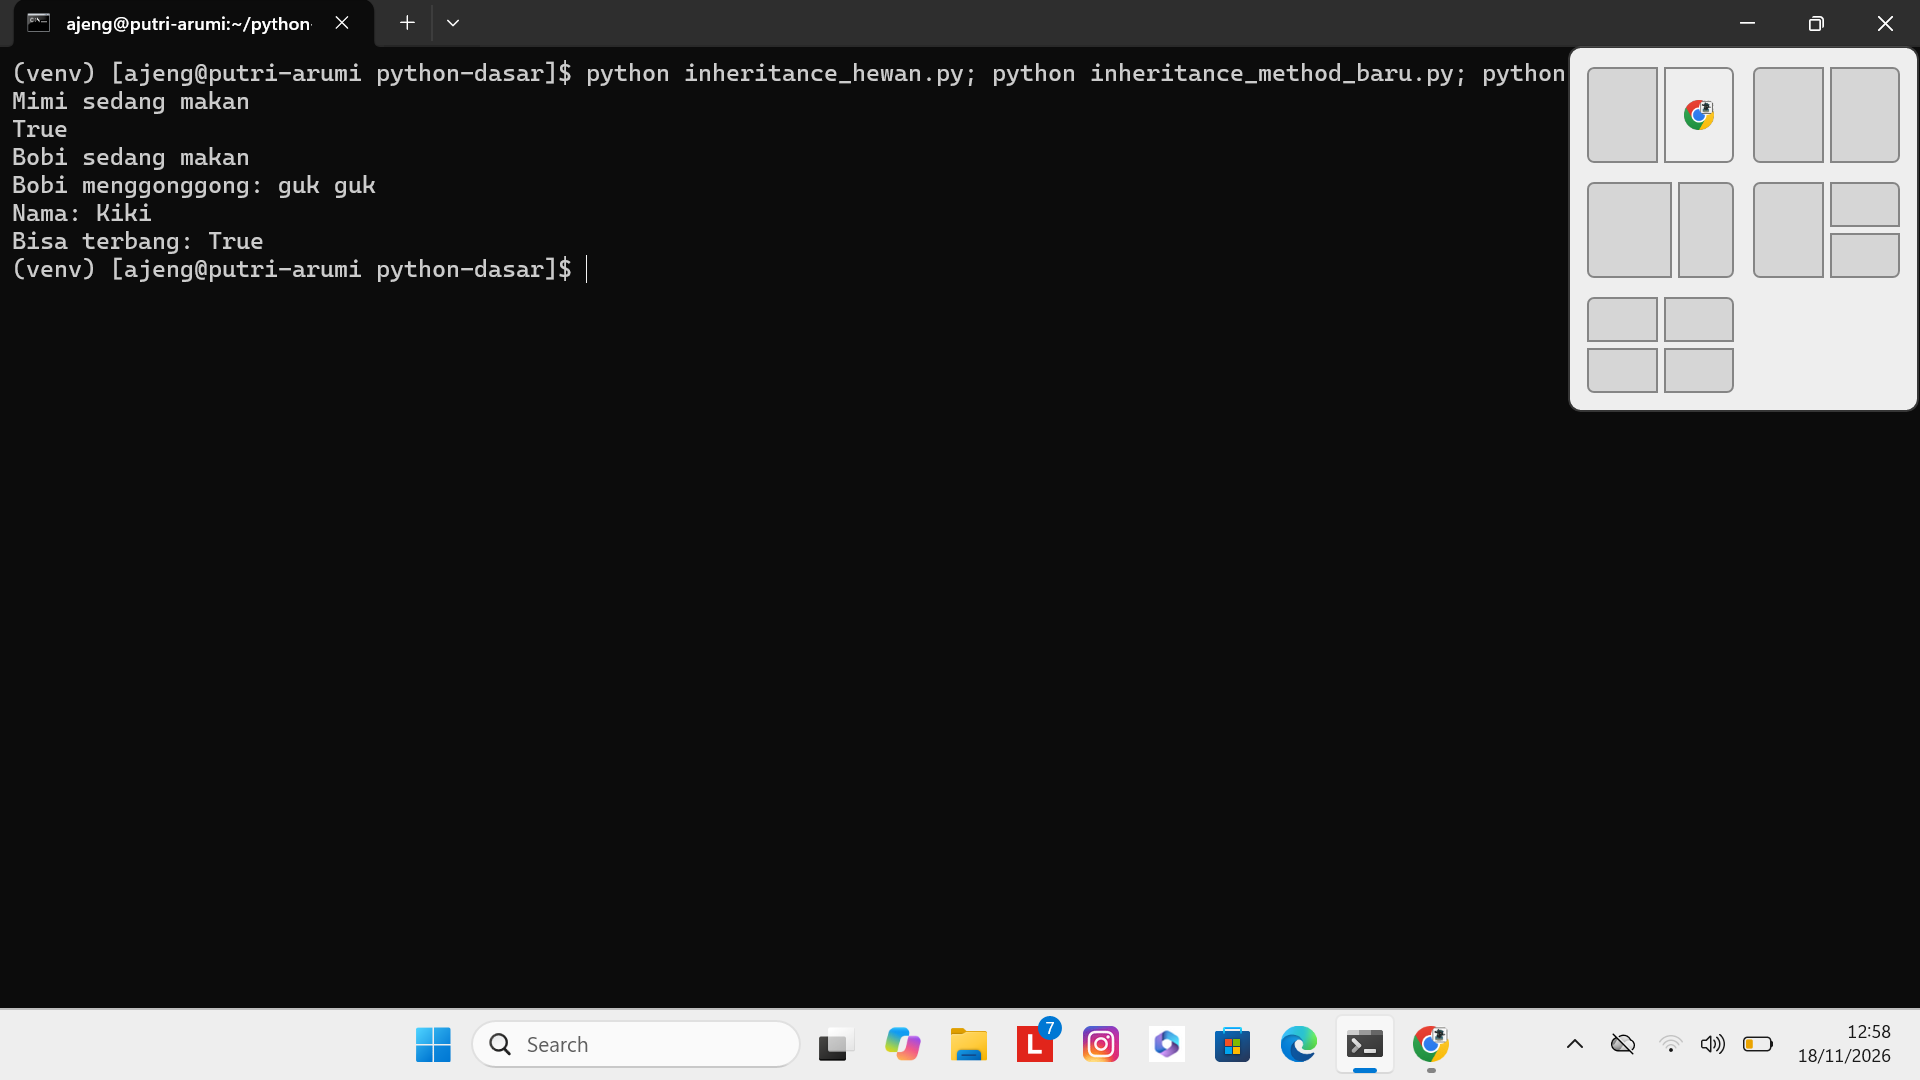 ajeng@putri-arumi:~/python
(venv) [ajeng@putri-arumi python-dasar]$ python inheritance_hewan.py; python inheritance_method_baru.py; python
Mimi sedang makan
True
Bobi sedang makan
Bobi menggonggong: guk guk
Nama: Kiki
Bisa terbang: True
(venv) [ajeng@putri-arumi python-dasar]$
Search
L
7
12:58
18/11/2026